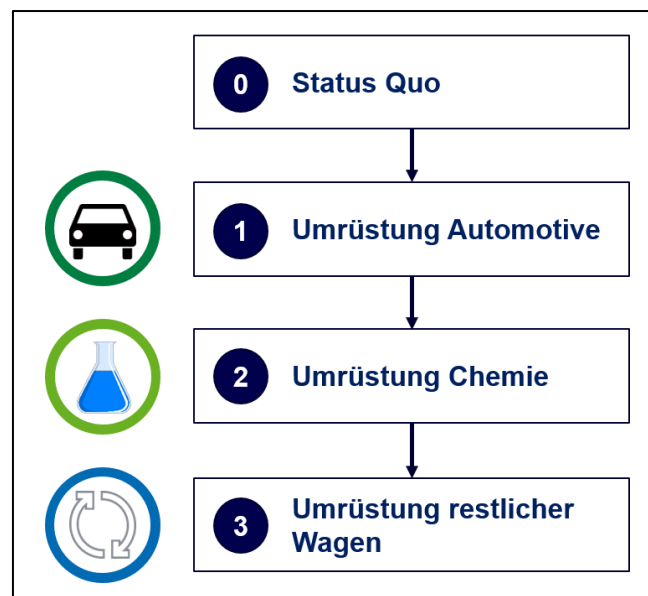 0 Status Quo
1 Umrüstung Automotive
2 Umrüstung Chemie
3 Umrüstung restlicher
Wagen